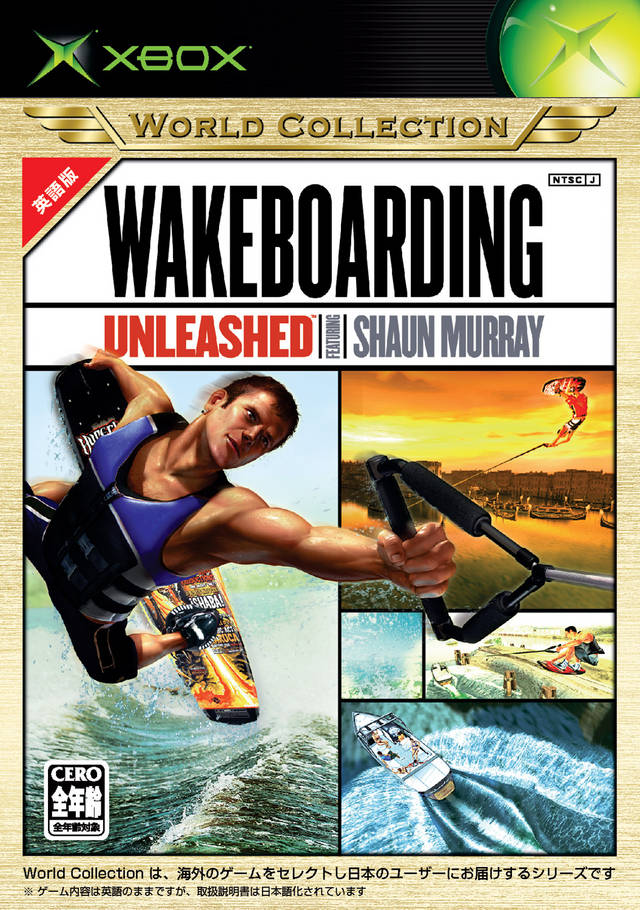 XBOX
WORLD COLLECTION
英語版
NTSC J
WAKEBOARDING
UNLEASHED™ FEATURING SHAUN MURRAY
¡SHABA!
CERO
全年齢
全年齢対象
World Collection は、海外のゲームをセレクトし日本のユーザーにお届けするシリーズです
※ ゲーム内容は英語のままですが、取扱説明書は日本語化されています